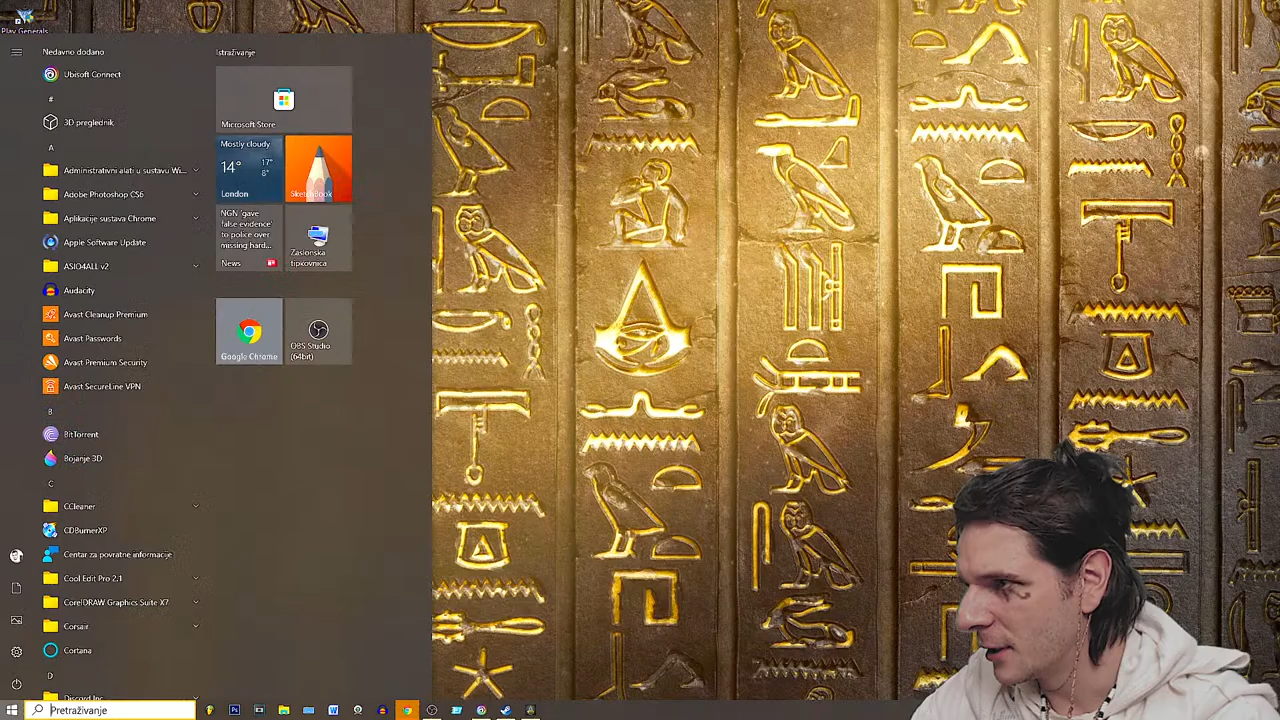 Play Generals
Nedavno dodano
Ubisoft Connect
#
3D preglednik
A
Administrativni alati u sustavu Wi...
Adobe Photoshop CS6
Aplikacije sustava Chrome
Apple Software Update
ASIO4ALL v2
Audacity
Avast Cleanup Premium
Avast Passwords
Avast Premium Security
Avast SecureLine VPN
B
BitTorrent
Bojanje 3D
C
CCleaner
CDBurnerXP
Centar za povratne informacije
Cool Edit Pro 2.1
CorelDRAW Graphics Suite X7
Corsair
Cortana
D
Discord Inc
Istraživanje
Microsoft Store
Mostly cloudy
14° 17°
8°
London
Sketchbook
NGN 'gave
false evidence'
to police over
missing hard...
News
Zaslonska
tipkovnica
Google Chrome
OBS Studio
(64bit)
Pretraživanje